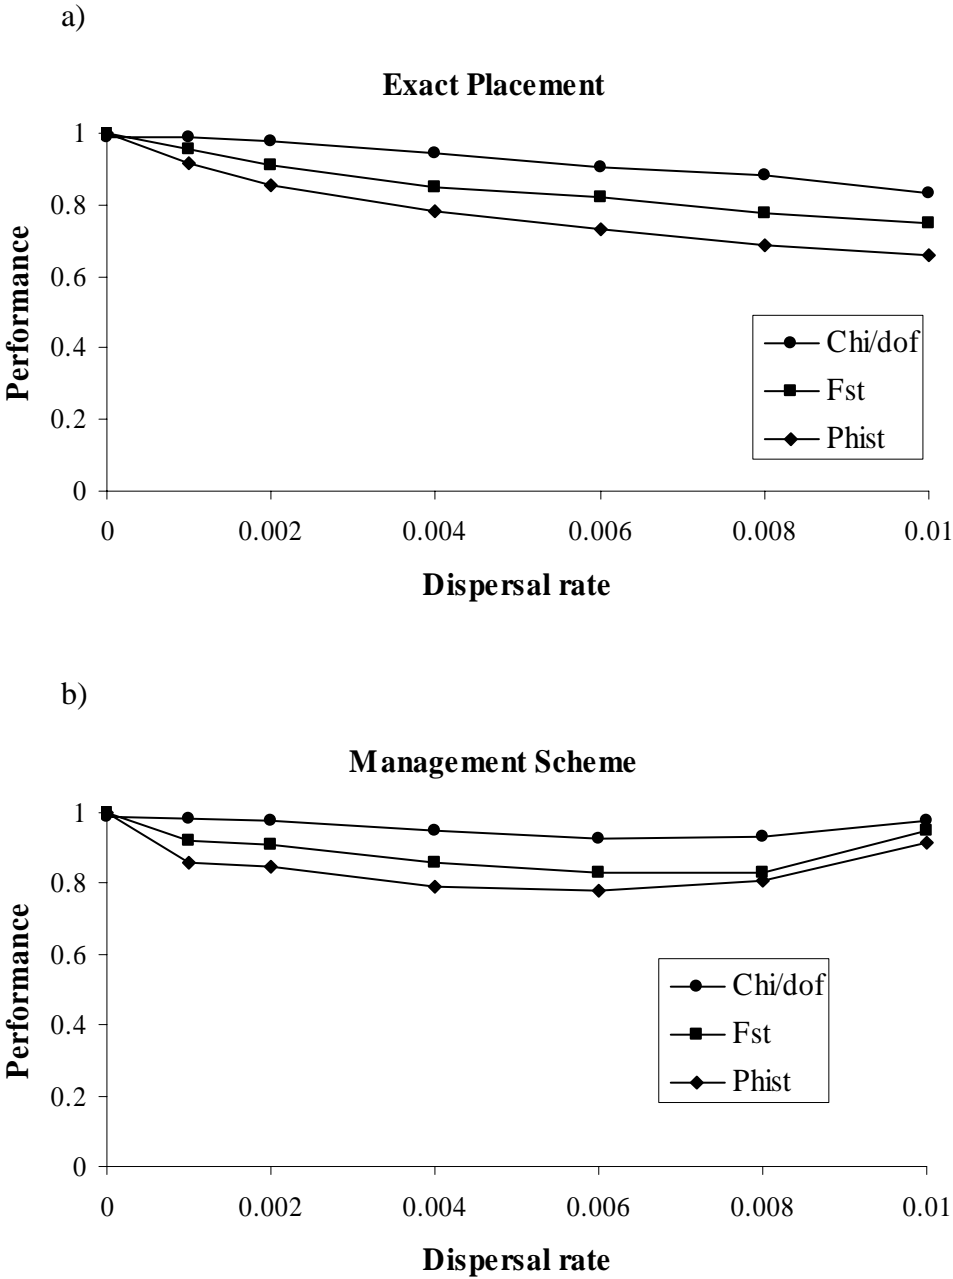 a)
Exact Placement
1
0.8
0.6
0.4
0.2
0
Performance
Chi/dof
Fst
Phist
0 0.002 0.004 0.006 0.008 0.01
Dispersal rate
b)
Management Scheme
1
0.8
0.6
0.4
0.2
0
Performance
Chi/dof
Fst
Phist
0 0.002 0.004 0.006 0.008 0.01
Dispersal rate